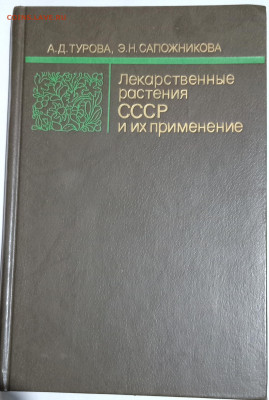 А.Д.ТУРОВА, Э.Н.САПОЖНИКОВА
Лекарственные
растения
СССР
и их применение